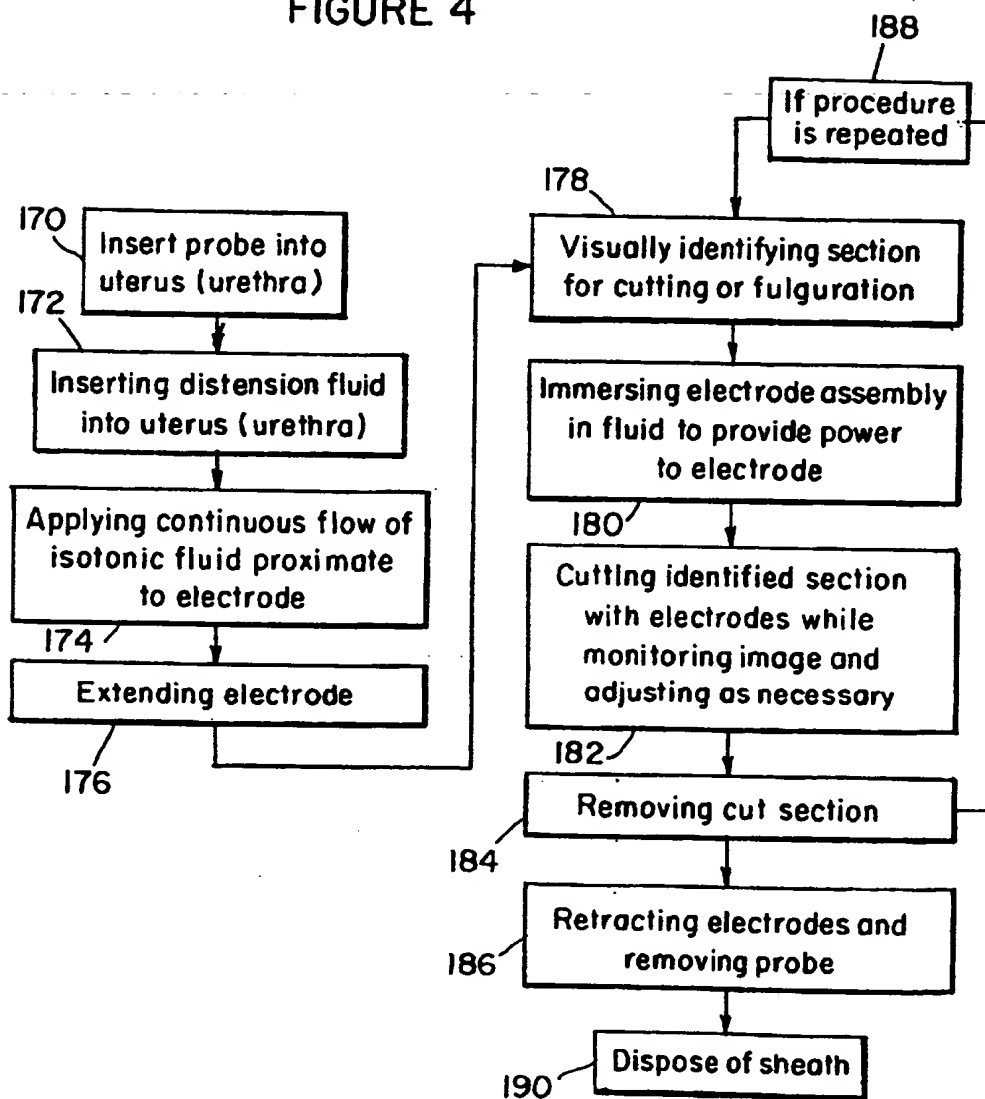 FIGURE 4
170
Insert probe into
uterus (urethra)
172
Inserting distension fluid
into uterus (urethra)
Applying continuous flow of
isotonic fluid proximate
to electrode
174
Extending electrode
176
188
If procedure
is repeated
178
Visually identifying section
for cutting or fulguration
Immersing electrode assembly
in fluid to provide power
to electrode
180
Cutting identified section
with electrodes while
monitoring image and
adjusting as necessary
182
Removing cut section
184
Retracting electrodes and
removing probe
186
Dispose of sheath
190